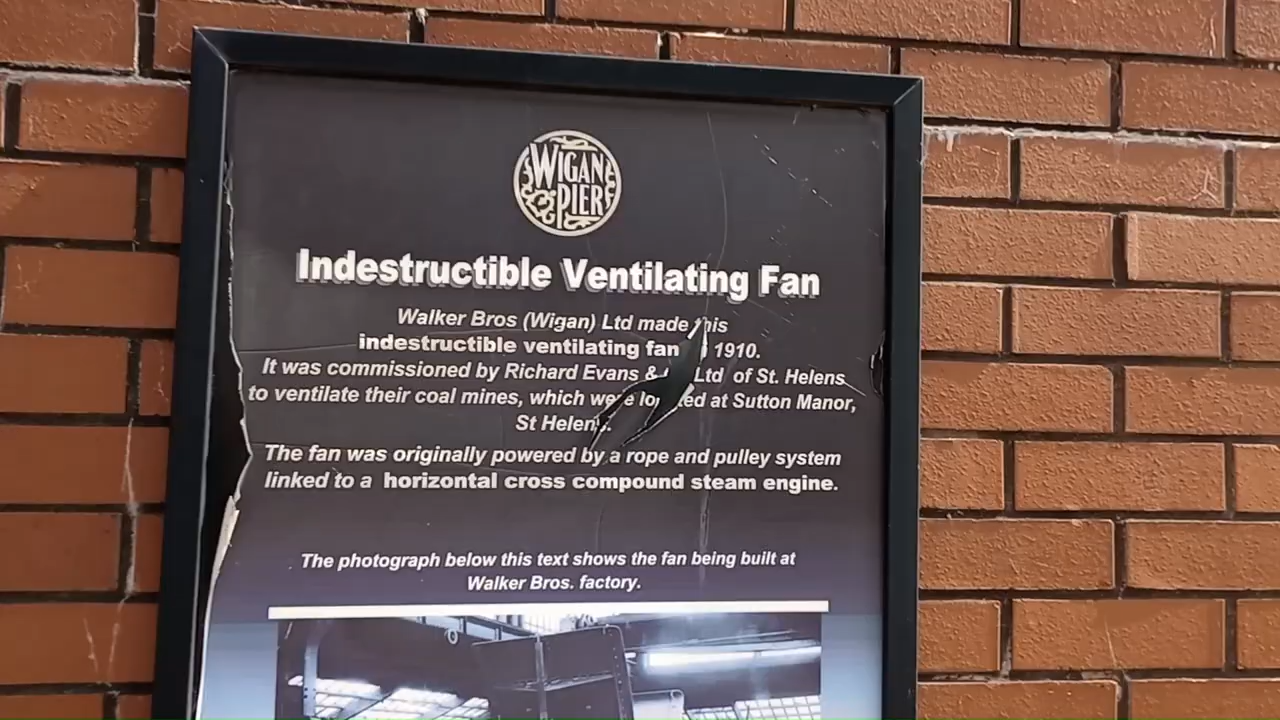 WIGAN
PIER
Indestructible Ventilating Fan
Walker Bros (Wigan) Ltd made this
indestructible ventilating fan 1910.
It was commissioned by Richard Evans & Ltd of St. Helens
to ventilate their coal mines, which were located at Sutton Manor,
St Helens.
The fan was originally powered by a rope and pulley system
linked to a horizontal cross compound steam engine.
The photograph below this text shows the fan being built at
Walker Bros. factory.